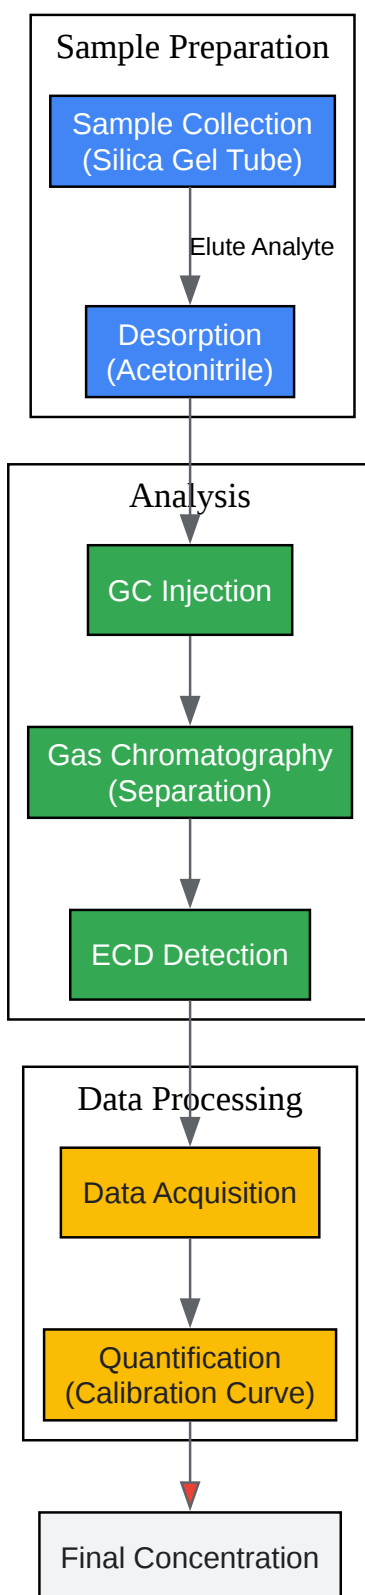 Sample Preparation
Sample Collection
(Silica Gel Tube)
Elute Analyte
Desorption
(Acetonitrile)
Analysis
GC Injection
Gas Chromatography
(Separation)
ECD Detection
Data Processing
Data Acquisition
Quantification
(Calibration Curve)
Final Concentration